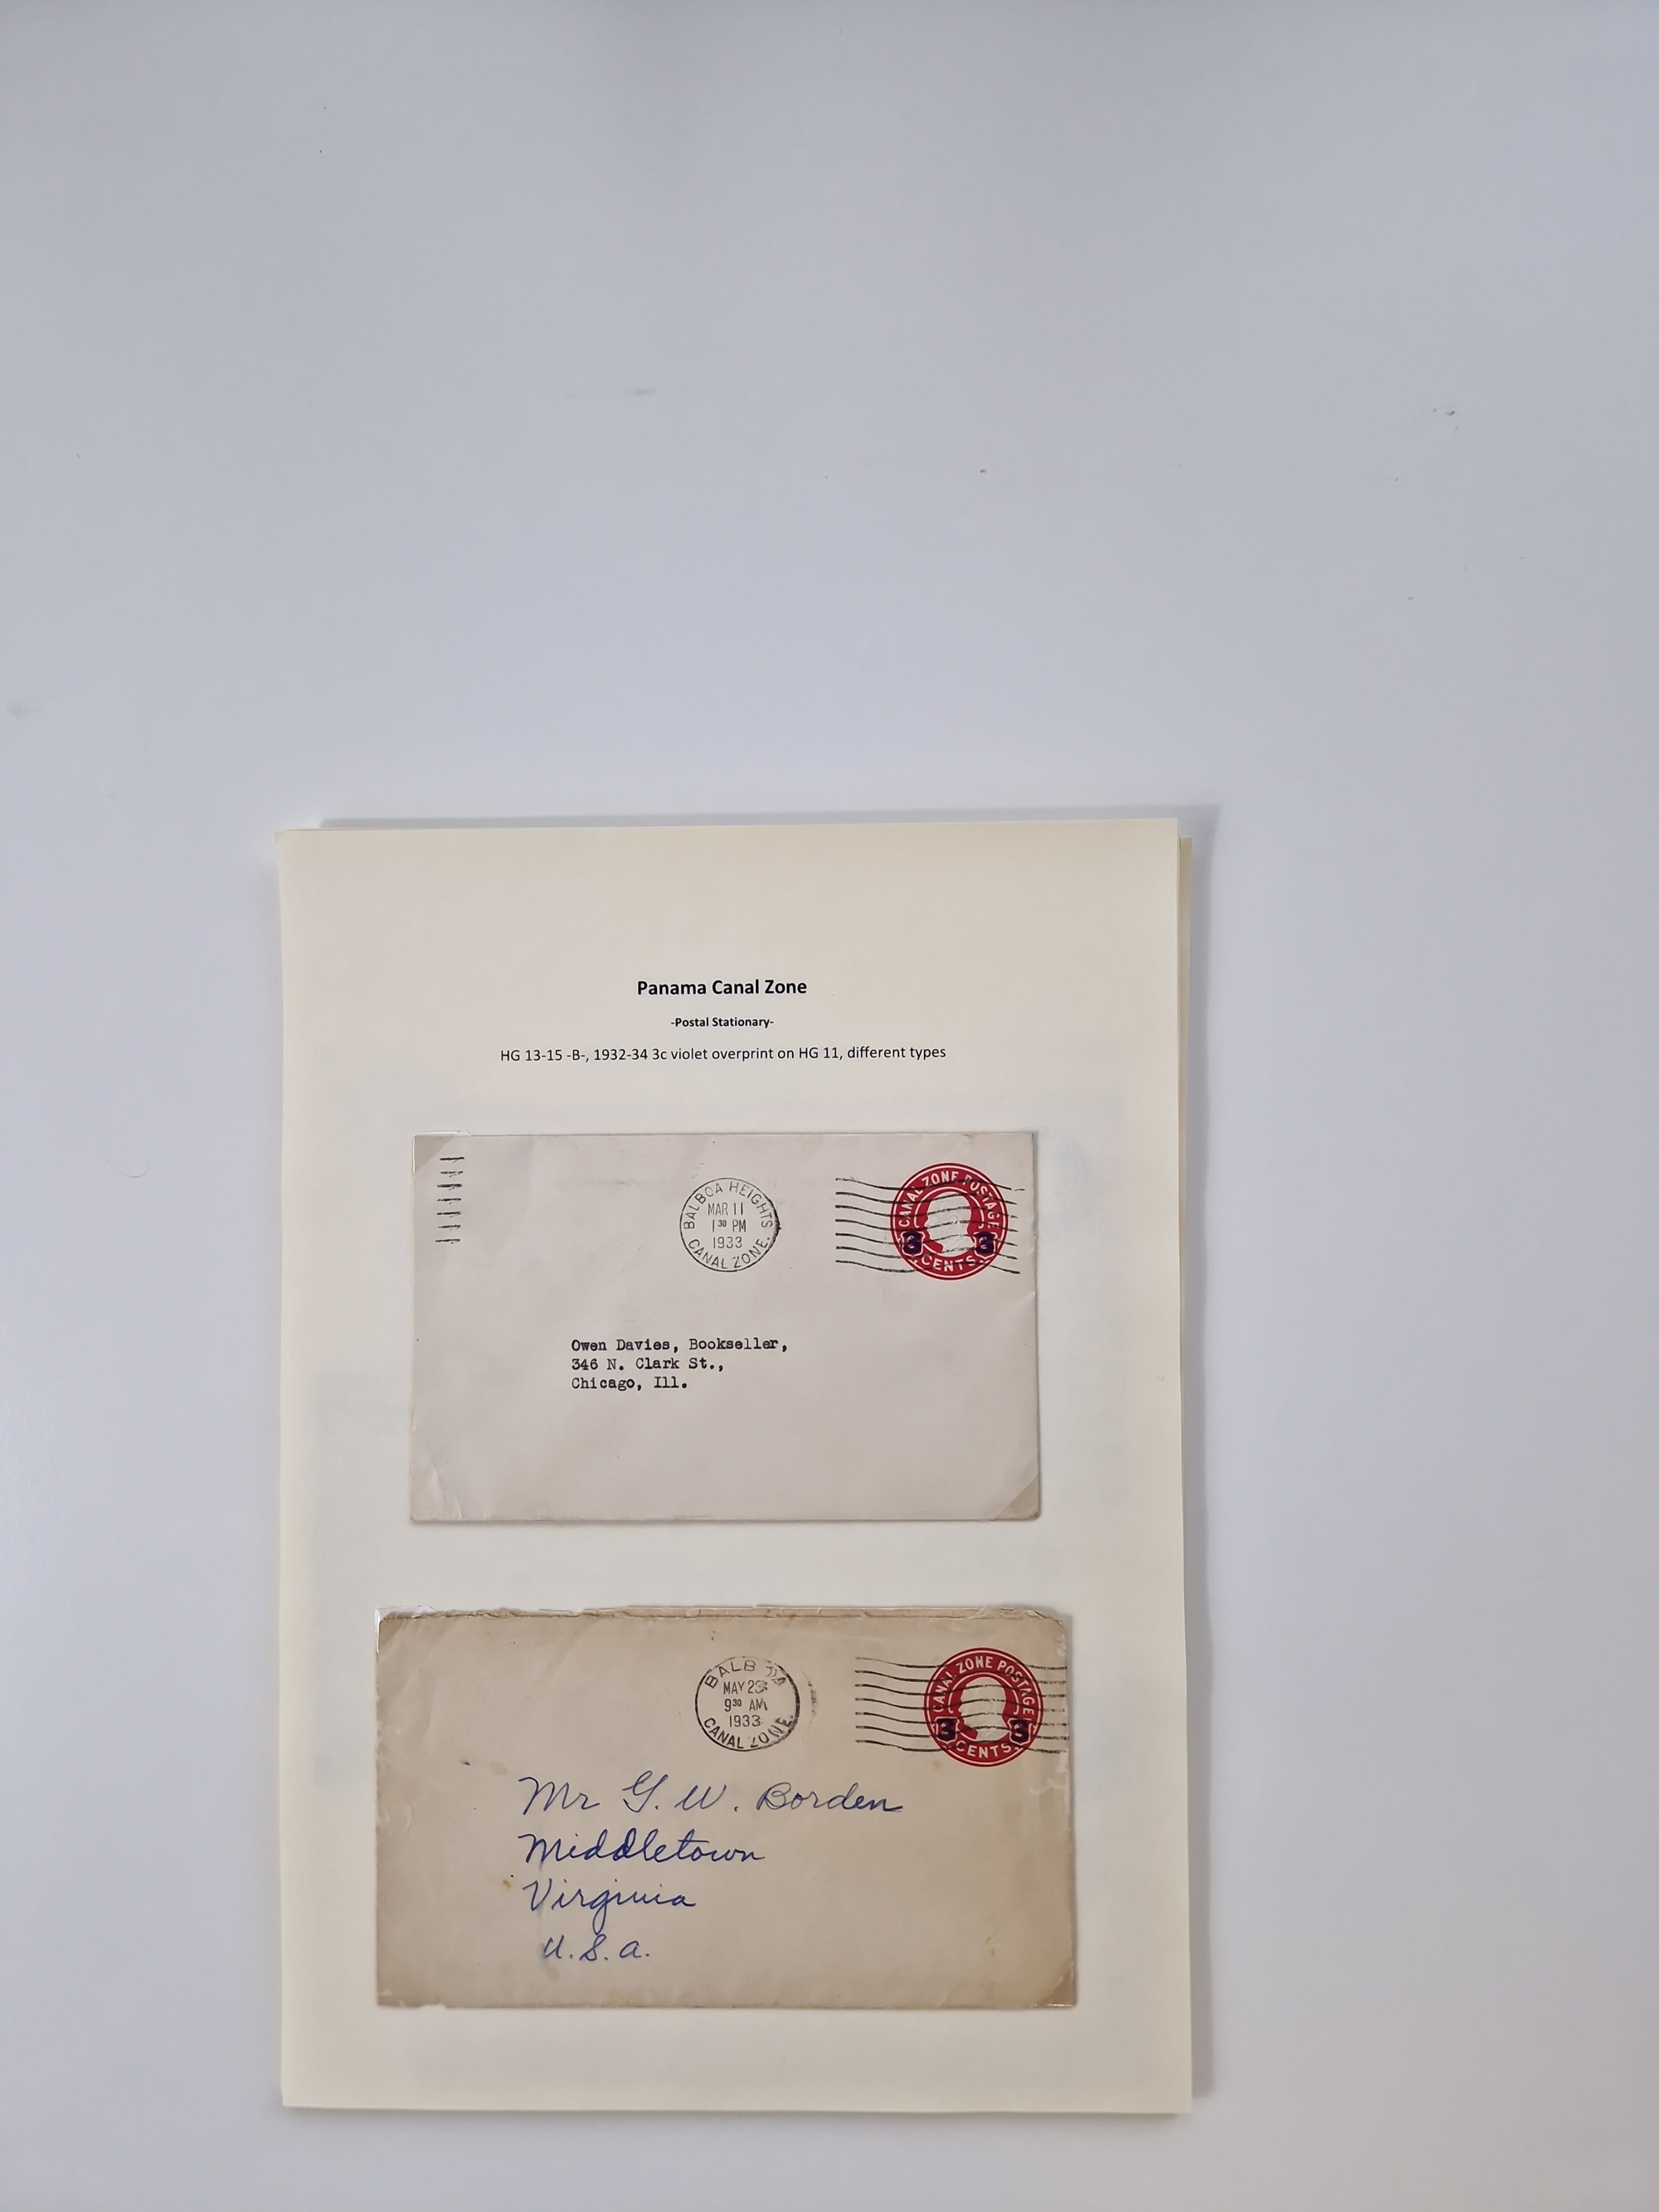 Panama Canal Zone
-Postal Stationary-
HG 13-15 -B-, 1932-34 3c violet overprint on HG 11, different types
BALBOA HEIGHTS
MAR 11
1 30 PM
1933
CANAL ZONE.
CANAL ZONE POSTAGE
3 3
CENTS
Owen Davies, Bookseller,
346 N. Clark St.,
Chicago, Ill.
BALBOA
MAY 23
9 30 AM
1933
CANAL ZONE.
CANAL ZONE POSTAGE
3 3
CENTS
Mr G. W. Borden
Middletown
Virginia
U.S.a.